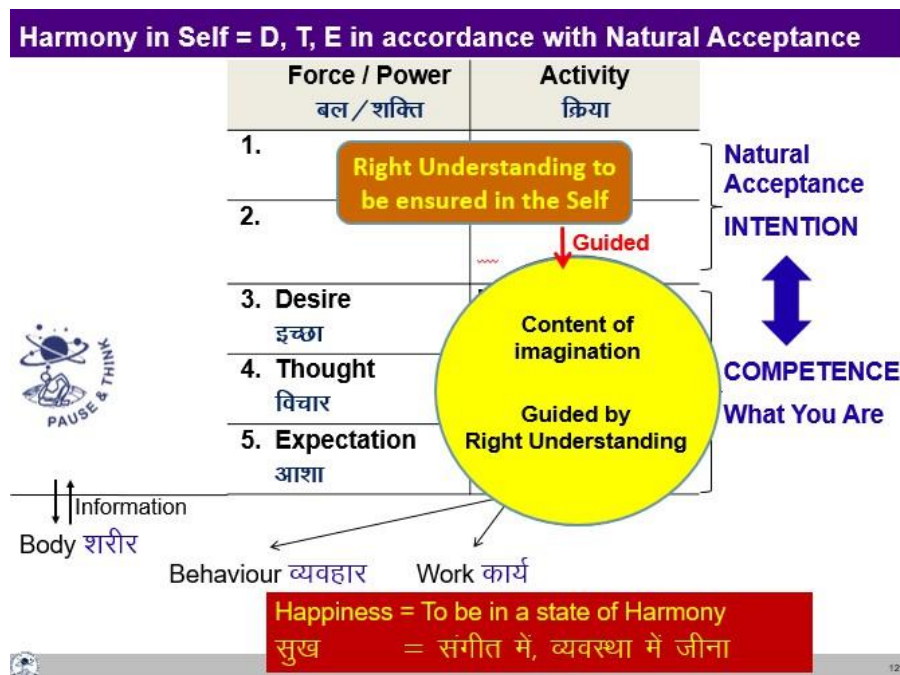 Harmony in Self = D, T, E in accordance with Natural Acceptance
Force / Power
बल / शक्ति
Activity
क्रिया
1.
Right Understanding to
be ensured in the Self
2.
Guided
Natural
Acceptance
INTENTION
3. Desire
इच्छा
4. Thought
विचार
5. Expectation
आशा
Content of
imagination
Guided by
Right Understanding
COMPETENCE
What You Are
PAUSE & THINK
Information
Body शरीर
Behaviour व्यवहार
Work कार्य
Happiness = To be in a state of Harmony
सुख = संगीत में, व्यवस्था में जीना
12